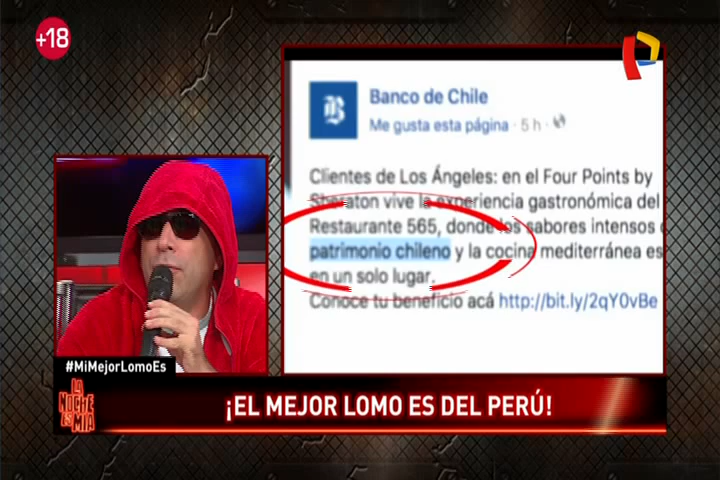 +18
Banco de Chile
Me gusta esta página · 5 h ·
Clientes de Los Ángeles: en el Four Points by
Sheraton vive la experiencia gastronómica del
Restaurante 565, donde los sabores intensos
patrimonio chileno y la cocina mediterránea es
en un solo lugar.
Conoce tu beneficio acá http://bit.ly/2qY0vBe
#MiMejorLomoEs
LA NOCHE ES MÍA
¡EL MEJOR LOMO ES DEL PERÚ!